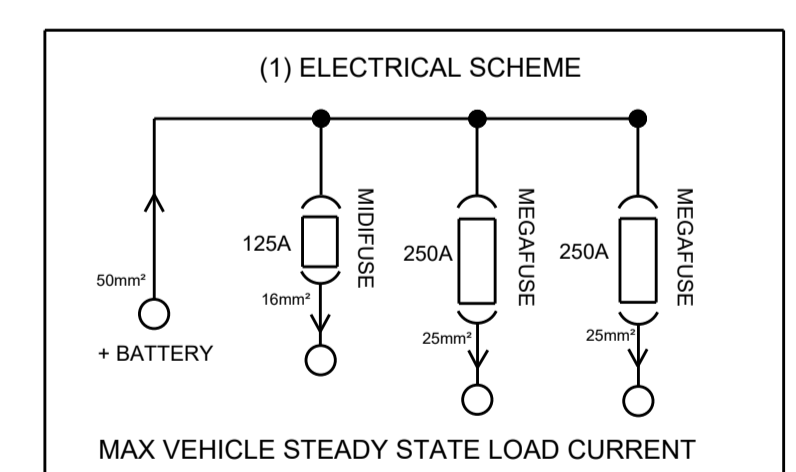 (1) ELECTRICAL SCHEME
MIDIFUSE
MEGAFUSE
MEGAFUSE
125A
250A
250A
50mm²
16mm²
25mm²
25mm²
+ BATTERY
MAX VEHICLE STEADY STATE LOAD CURRENT